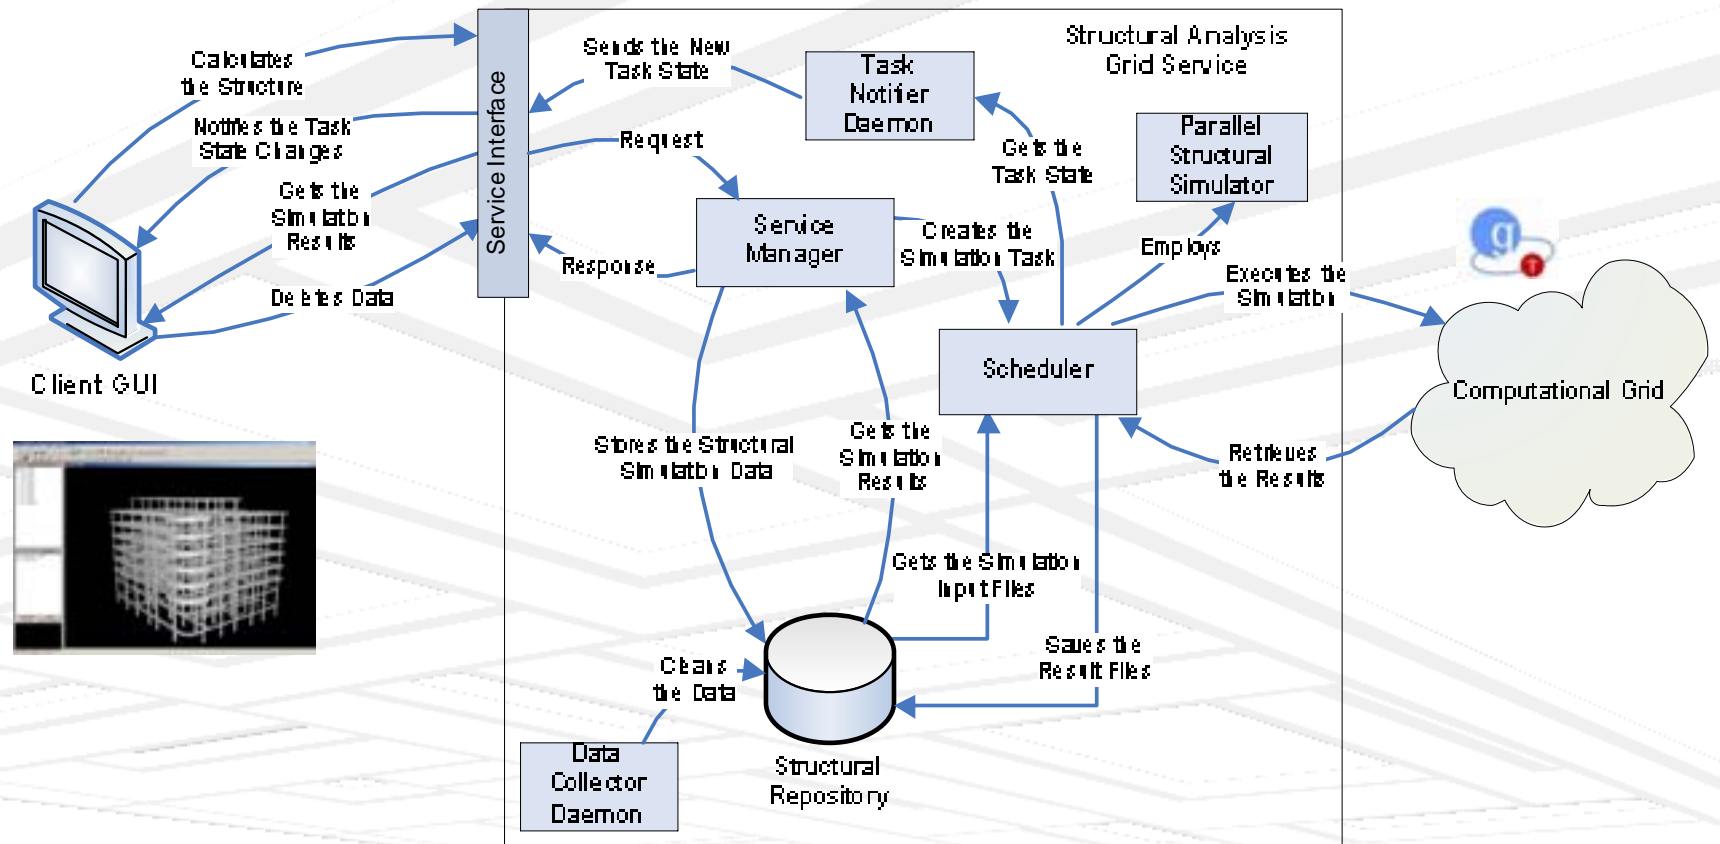 Structural Analysis
Grid Service
Calculates
the Structure
Sends the New
Task State
Task
Notifier
Daemon
Notifies the Task
State Changes
Service Interface
Request
Gets the
Task State
Parallel
Structural
Simulator
Gets the
Simulation
Results
Service
Manager
Creates the
Simulation Task
Employs
Executes the
Simulation
g
T
Response
Deletes Data
Client GUI
Scheduler
Computational Grid
Stores the Structural
Simulation Data
Gets the
Simulation
Results
Retrieves
the Results
Gets the Simulation
Input Files
Saves the
Result Files
Cleans
the Data
Structural
Repository
Data
Collector
Daemon